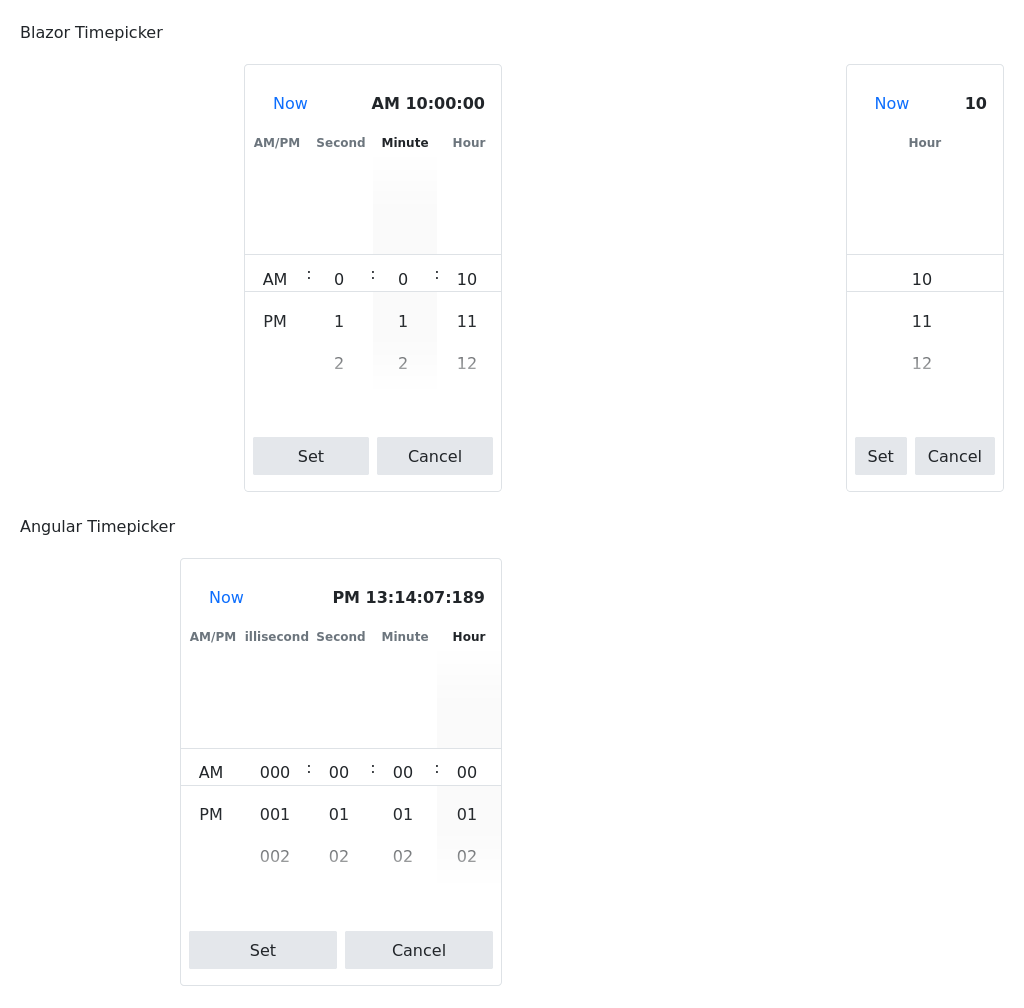 Blazor Timepicker
Now AM 10:00:00
AM/PM Second Minute Hour
AM : 0 : 0 : 10
PM 1 1 11
2 2 12
Set Cancel
Now 10
Hour
10
11
12
Set Cancel
Angular Timepicker
Now PM 13:14:07:189
AM/PM illisecond Second Minute Hour
AM 000 : 00 : 00 : 00
PM 001 01 01 01
002 02 02 02
Set Cancel